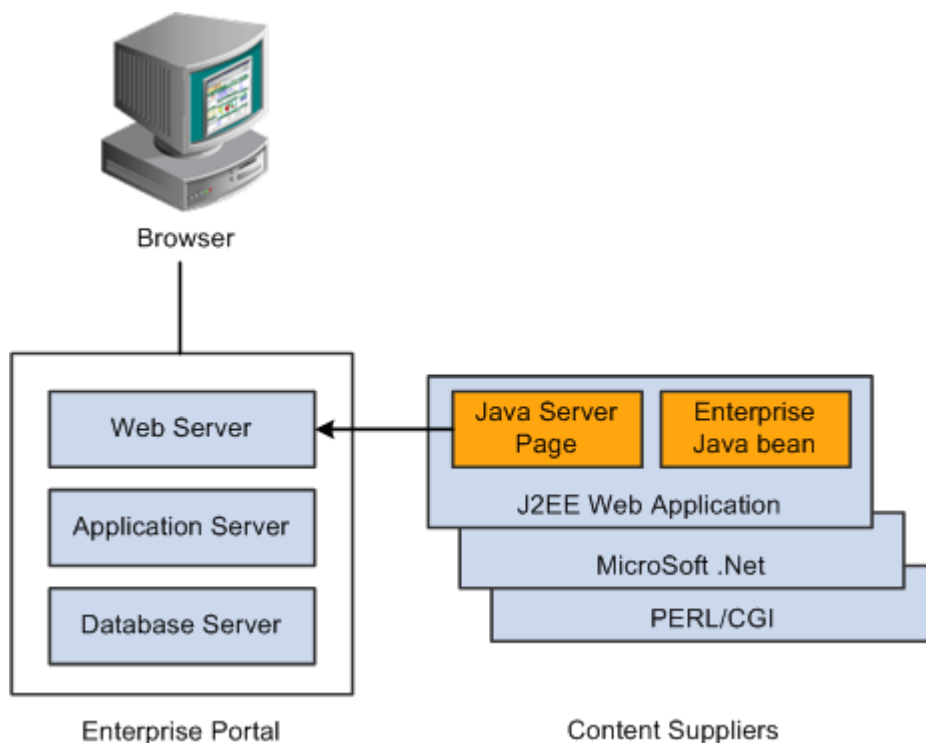 Browser
Web Server
Application Server
Database Server
Enterprise Portal
Java Server
Page
Enterprise
Java bean
J2EE Web Application
MicroSoft .Net
PERL/CGI
Content Suppliers